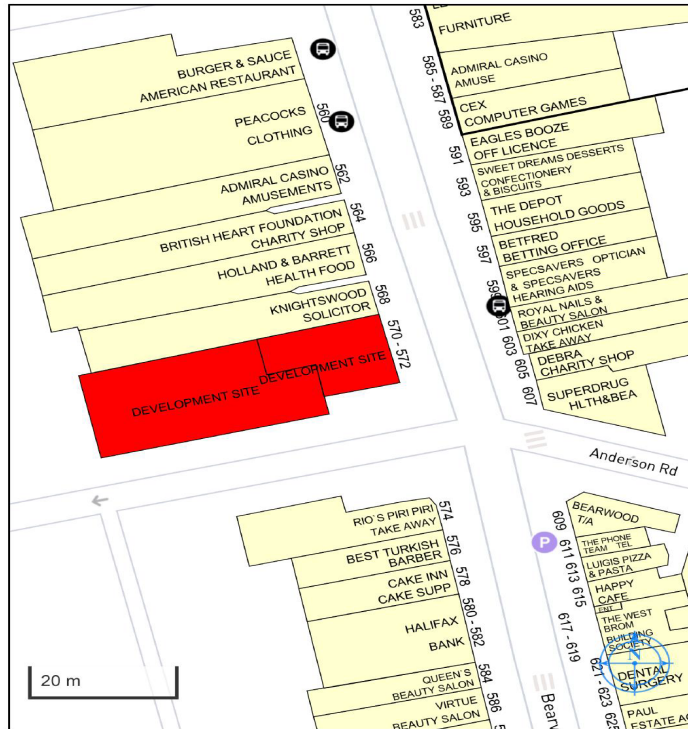 583
FURNITURE
585 - 587
ADMIRAL CASINO
AMUSE
589
CEX
COMPUTER GAMES
BURGER & SAUCE
AMERICAN RESTAURANT
560
PEACOCKS
CLOTHING
562
ADMIRAL CASINO
AMUSEMENTS
564
BRITISH HEART FOUNDATION
CHARITY SHOP
566
HOLLAND & BARRETT
HEALTH FOOD
568
KNIGHTSWOOD
SOLICITOR
570 - 572
DEVELOPMENT SITE
DEVELOPMENT SITE
591
EAGLES BOOZE
OFF LICENCE
593
SWEET DREAMS DESSERTS
CONFECTIONERY
& BISCUITS
595
THE DEPOT
HOUSEHOLD GOODS
597
BETFRED
BETTING OFFICE
599
SPECSAVERS OPTICIAN
& SPECSAVERS
HEARING AIDS
601
ROYAL NAILS &
BEAUTY SALON
603
DIXY CHICKEN
TAKE AWAY
605
DEBRA
CHARITY SHOP
607
SUPERDRUG
HLTH&BEA
Anderson Rd
574
RIO'S PIRI PIRI
TAKE AWAY
576
BEST TURKISH
BARBER
578
CAKE INN
CAKE SUPP
580 - 582
HALIFAX
BANK
584
QUEEN'S
BEAUTY SALON
586
VIRTUE
BEAUTY SALON
609
BEARWOOD
T/A
P
611
THE PHONE
TEAM TEL
613
LUIGIS PIZZA
& PASTA
615
HAPPY
CAFE
ENT
617 - 619
THE WEST
BROM
BUILDING
SOCIETY
N
621 - 623
DENTAL
SURGERY
625
PAUL
ESTATE AG
Bearw
20 m